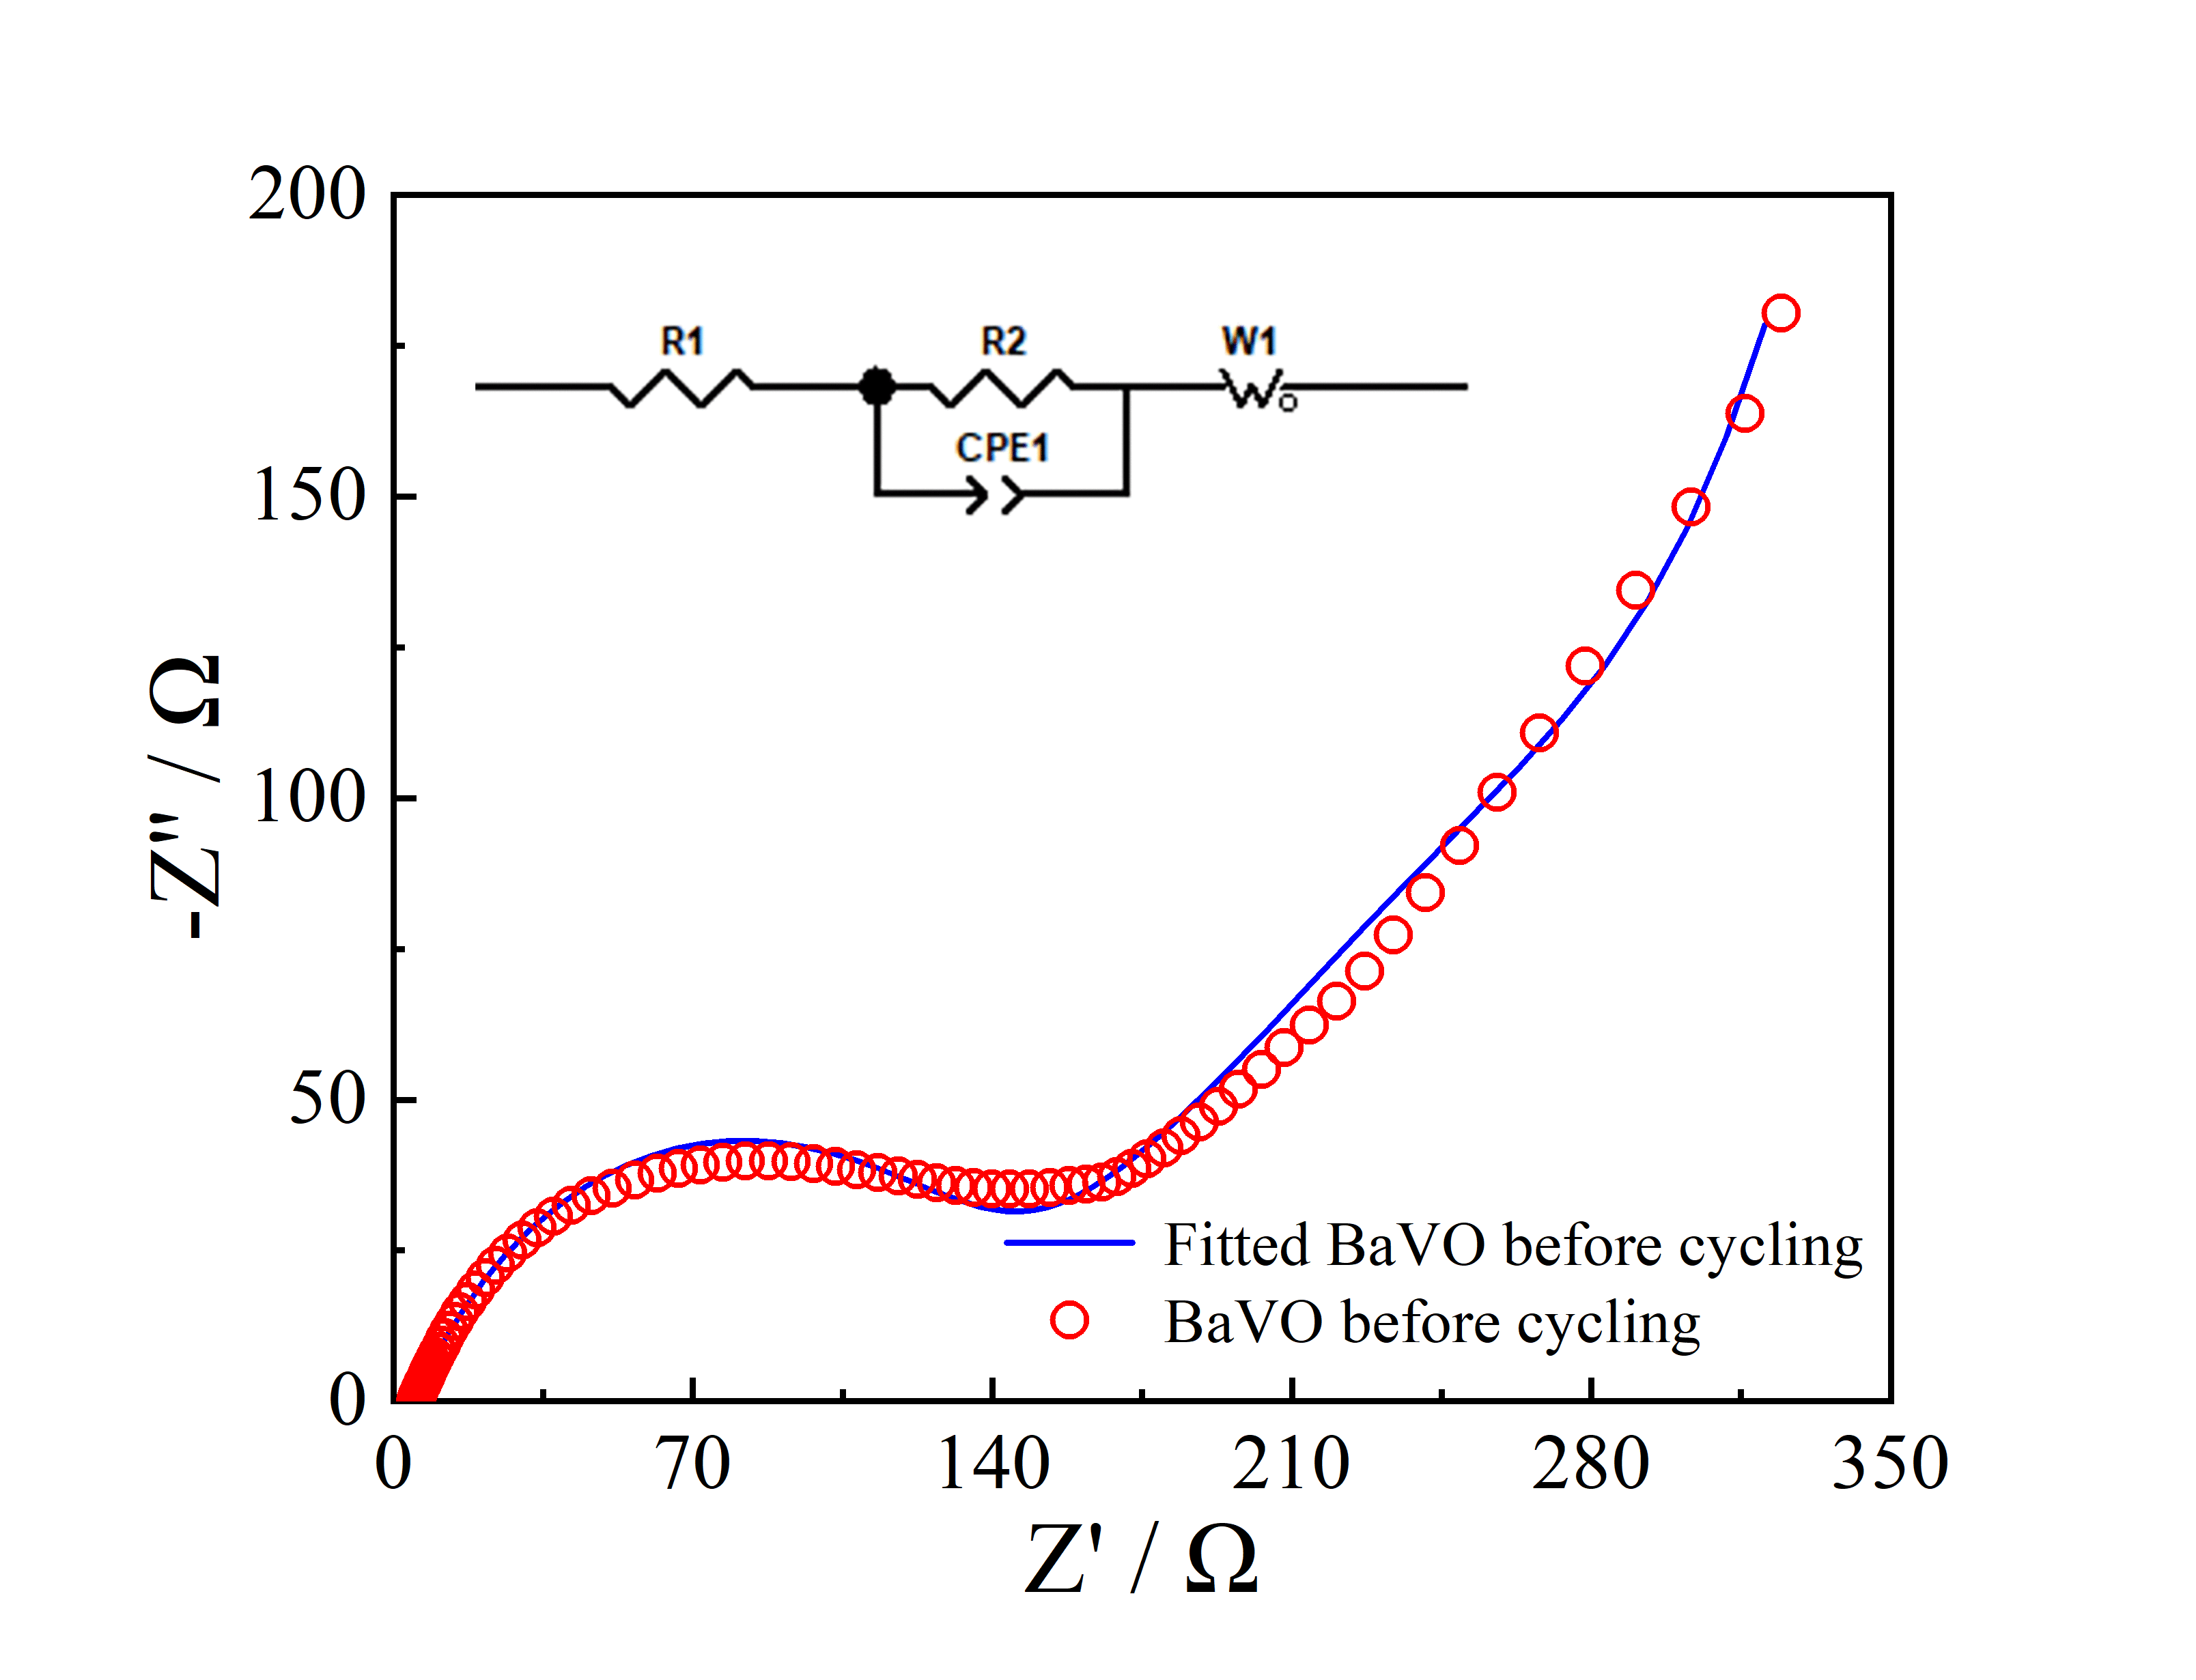 200
150
100
50
0
-Z'' / Ω
R1
R2
W1
CPE1
Fitted BaVO before cycling
BaVO before cycling
0 70 140 210 280 350
Z' / Ω